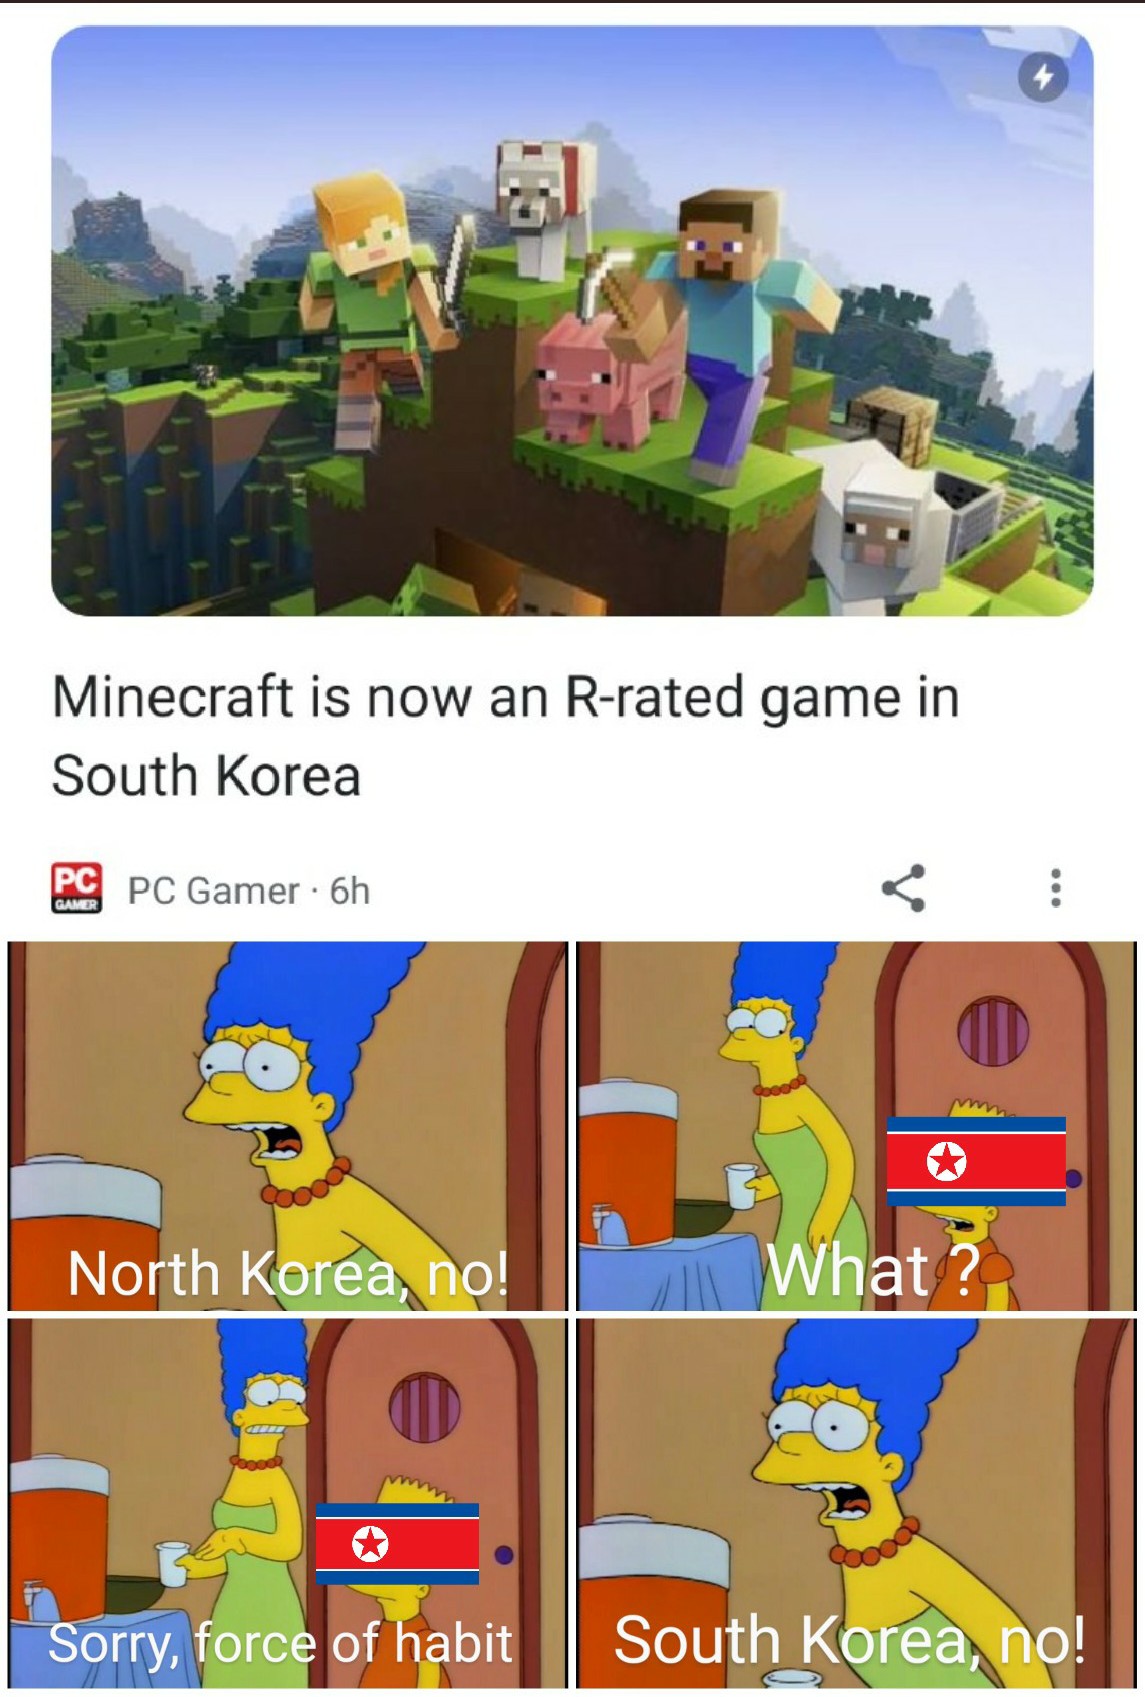 Minecraft is now an R-rated game in
South Korea
PC
GAMER
PC Gamer · 6h
North Korea, no!
What ?
Sorry, force of habit
South Korea, no!